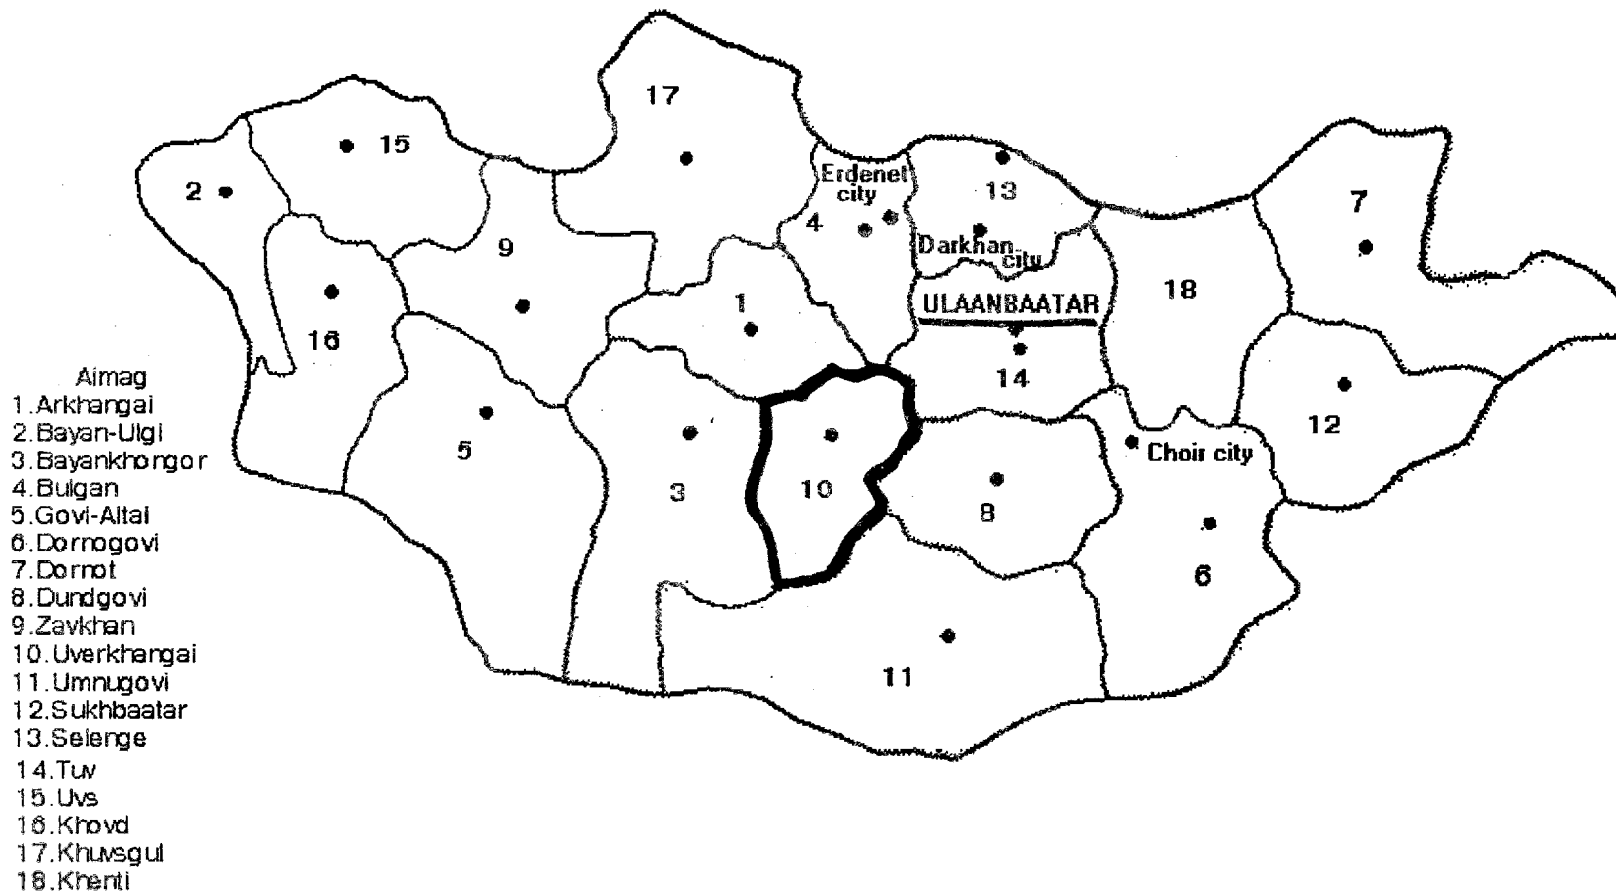 17
15
2
Erdenet
city
13
7
4
9
Darkhan
city
18
1
ULAANBAATAR
16
14
12
5
Choir city
3
10
8
6
11
Aimag
1.Arkhangai
2.Bayan-Ulgi
3.Bayankhongor
4.Bulgan
5.Govi-Altai
6.Dornogovi
7.Dornot
8.Dundgovi
9.Zavkhan
10.Uverkhangai
11.Umnugovi
12.Sukhbaatar
13.Selenge
14.Tuv
15.Uvs
16.Khovd
17.Khuvsgul
18.Khenti